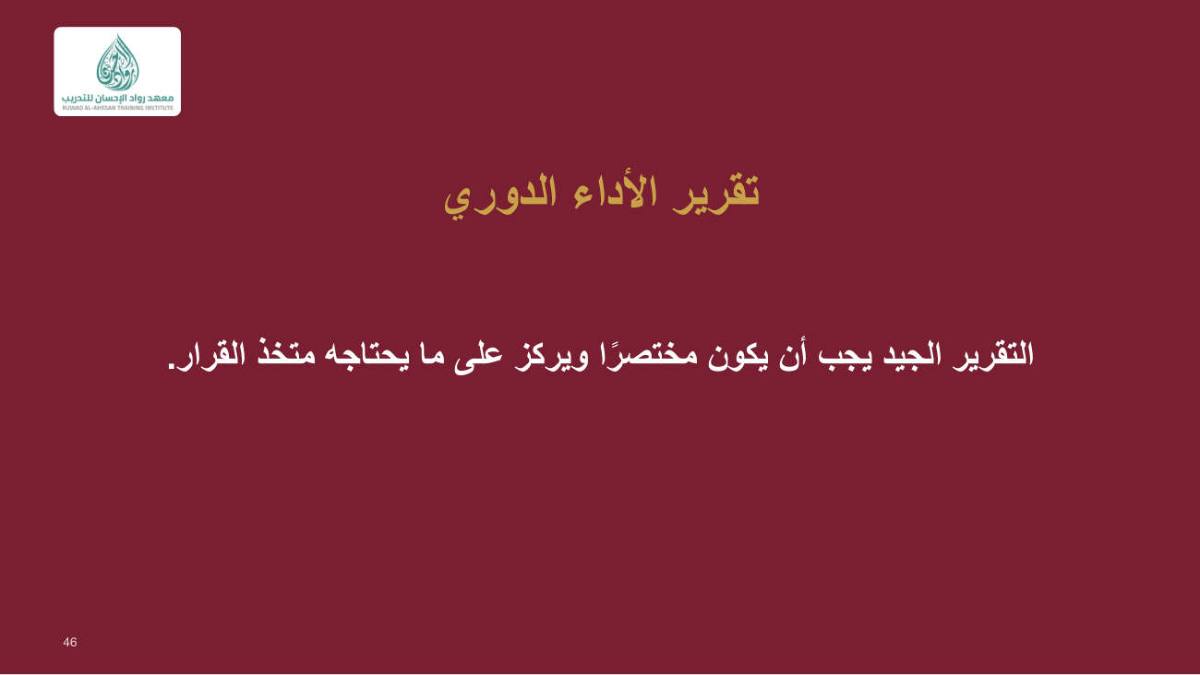 معهد رواد الإحسان للتدريب
RUWAD AL-AHESAN TRAINING INSTITUTE
تقرير الأداء الدوري
التقرير الجيد يجب أن يكون مختصرًا ويركز على ما يحتاجه متخذ القرار.
46